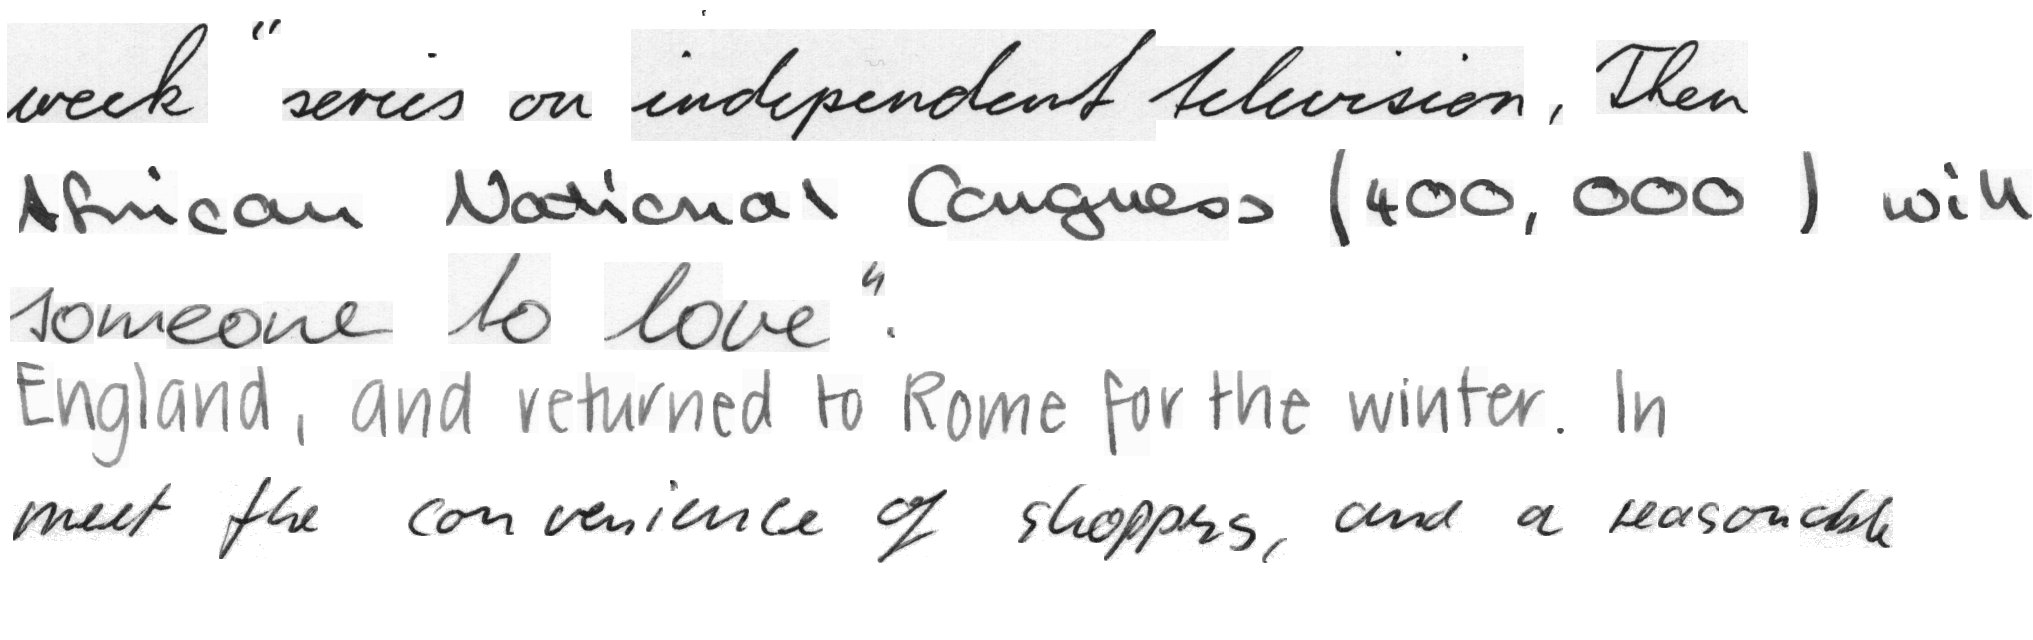 week " series on independent television, Then
African National Congress (400,000) will
someone to love".
England, and returned to Rome for the winter. In
meet the convenience of shoppers, and a reasonable